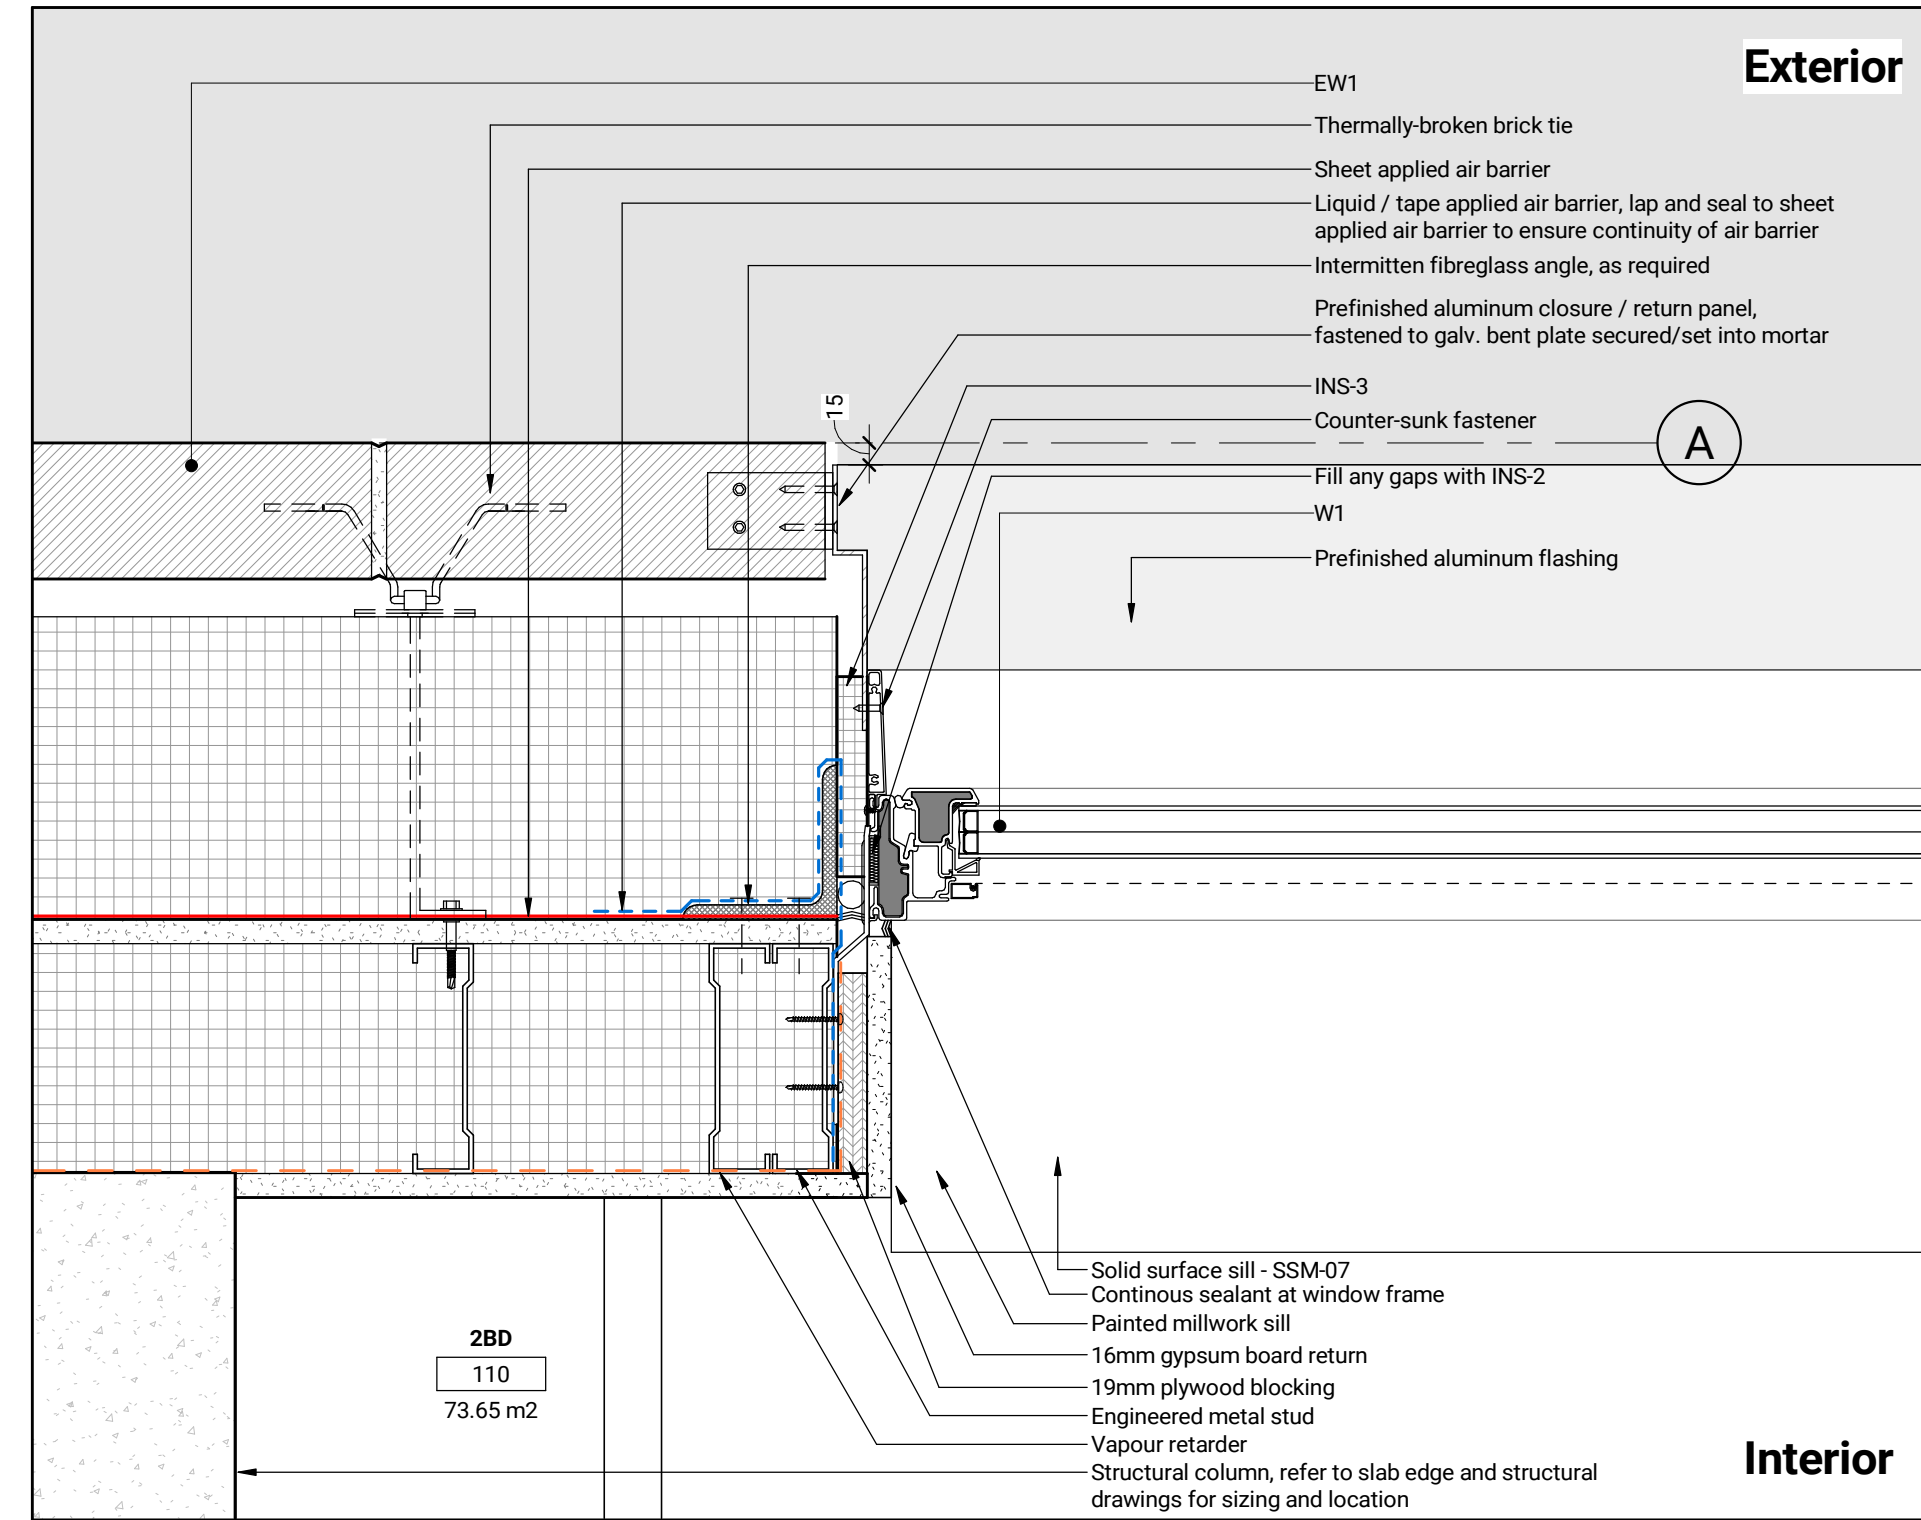 Exterior
EW1
Thermally-broken brick tie
Sheet applied air barrier
Liquid / tape applied air barrier, lap and seal to sheet
applied air barrier to ensure continuity of air barrier
Intermitten fibreglass angle, as required
Prefinished aluminum closure / return panel,
fastened to galv. bent plate secured/set into mortar
INS-3
15
Counter-sunk fastener
A
Fill any gaps with INS-2
W1
Prefinished aluminum flashing
Solid surface sill - SSM-07
Continous sealant at window frame
Painted millwork sill
16mm gypsum board return
19mm plywood blocking
Engineered metal stud
Vapour retarder
Structural column, refer to slab edge and structural
drawings for sizing and location
2BD
110
73.65 m2
Interior